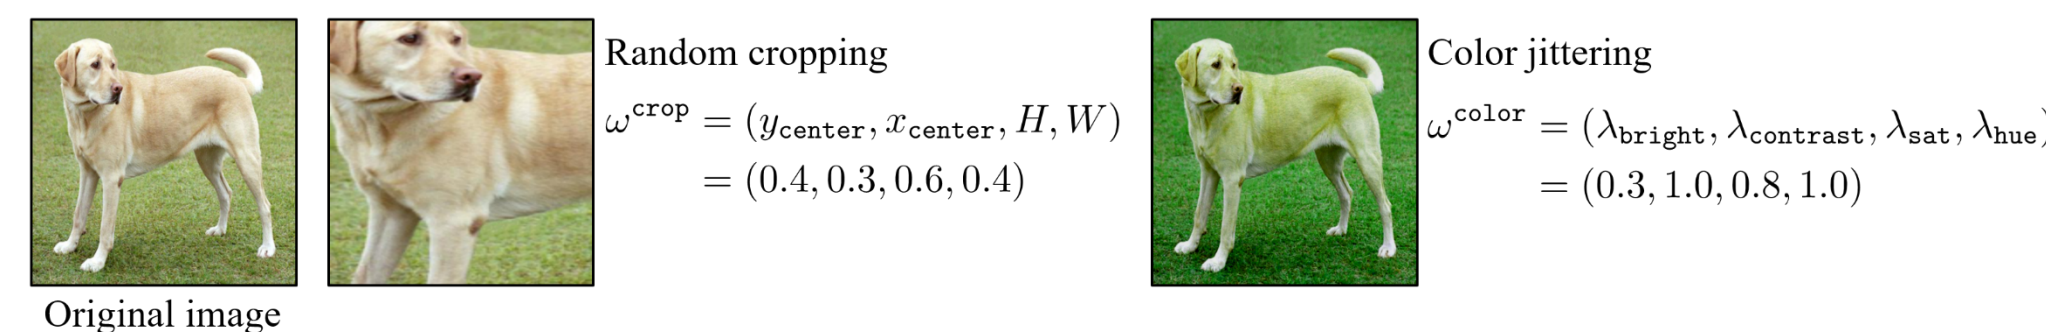 Original image
Random cropping
ω^crop = (y_center, x_center, H, W)
= (0.4, 0.3, 0.6, 0.4)
Color jittering
ω^color = (λ_bright, λ_contrast, λ_sat, λ_hue)
= (0.3, 1.0, 0.8, 1.0)